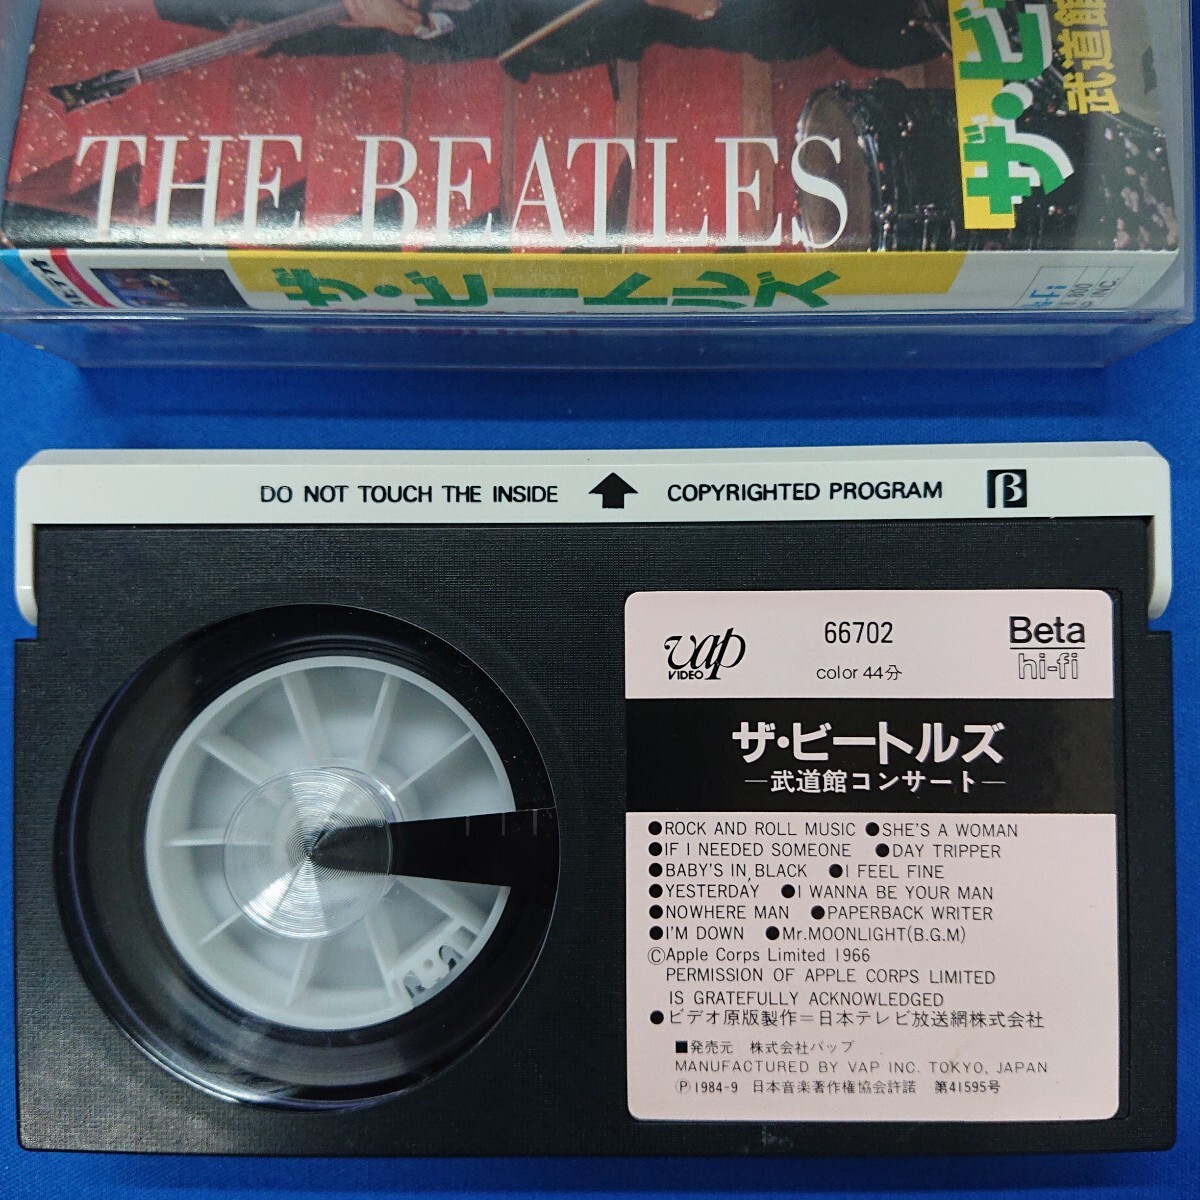 ザ・ビ
武道館
THE BEATLES
ビデオ
ザ・ビートルズ
INC.
DO NOT TOUCH THE INSIDE
COPYRIGHTED PROGRAM
β
vap
VIDEO
66702
color 44分
Beta
hi-fi
ザ・ビートルズ
—武道館コンサート—
●ROCK AND ROLL MUSIC ●SHE'S A WOMAN
●IF I NEEDED SOMEONE ●DAY TRIPPER
●BABY'S IN, BLACK ●I FEEL FINE
●YESTERDAY ●I WANNA BE YOUR MAN
●NOWHERE MAN ●PAPERBACK WRITER
●I'M DOWN ●Mr.MOONLIGHT(B.G.M)
©Apple Corps Limited 1966
PERMISSION OF APPLE CORPS LIMITED
IS GRATEFULLY ACKNOWLEDGED
●ビデオ原版製作=日本テレビ放送網株式会社
■発売元 株式会社バップ
MANUFACTURED BY VAP INC. TOKYO, JAPAN
Ⓟ1984-9 日本音楽著作権協会許諾 第41595号